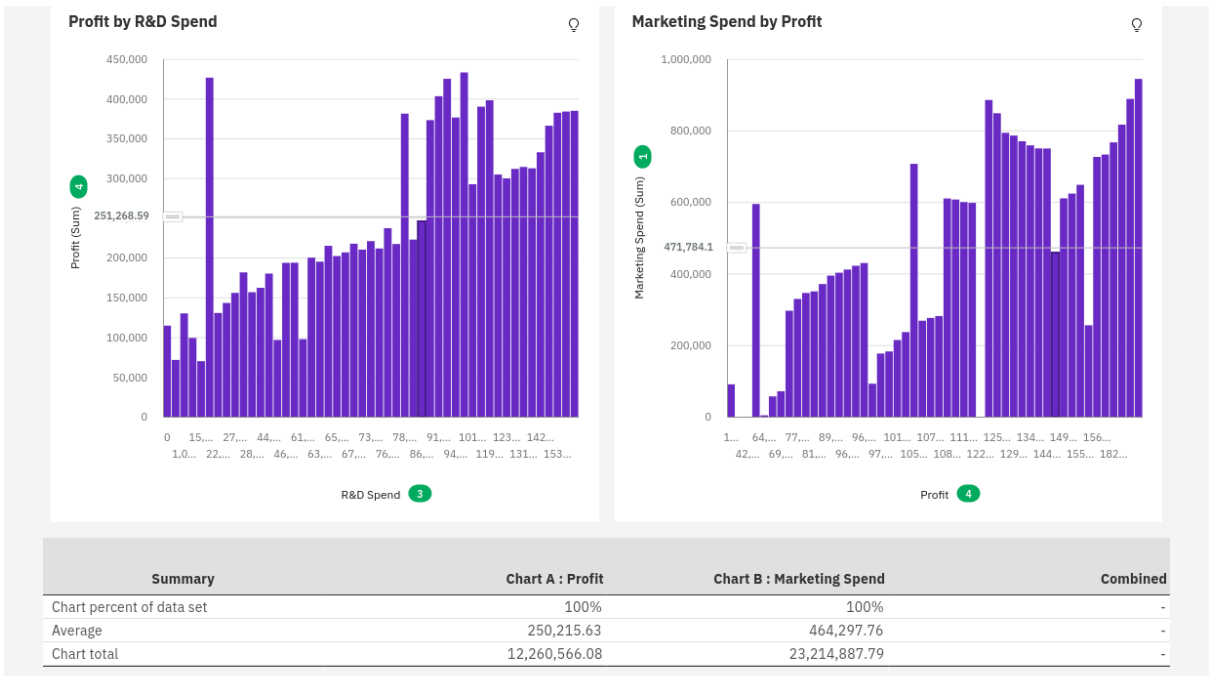 Profit by R&D Spend
450,000
400,000
350,000
300,000
251,268.59
200,000
150,000
100,000
50,000
0
Profit (Sum) 4
0 15,... 27,... 44,... 61,... 65,... 73,... 78,... 91,... 101... 123... 142...
1,0... 22,... 28,... 46,... 63,... 67,... 76,... 86,... 94,... 119... 131... 153...
R&D Spend 3
Marketing Spend by Profit
1,000,000
800,000
600,000
471,784.1
400,000
200,000
0
Marketing Spend (Sum) 1
1... 64,... 77,... 89,... 96,... 101... 107... 111... 125... 134... 149... 156...
42,... 69,... 81,... 96,... 97,... 105... 108... 122... 129... 144... 155... 182...
Profit 4
Summary Chart A : Profit Chart B : Marketing Spend Combined
Chart percent of data set 100% 100% -
Average 250,215.63 464,297.76 -
Chart total 12,260,566.08 23,214,887.79 -